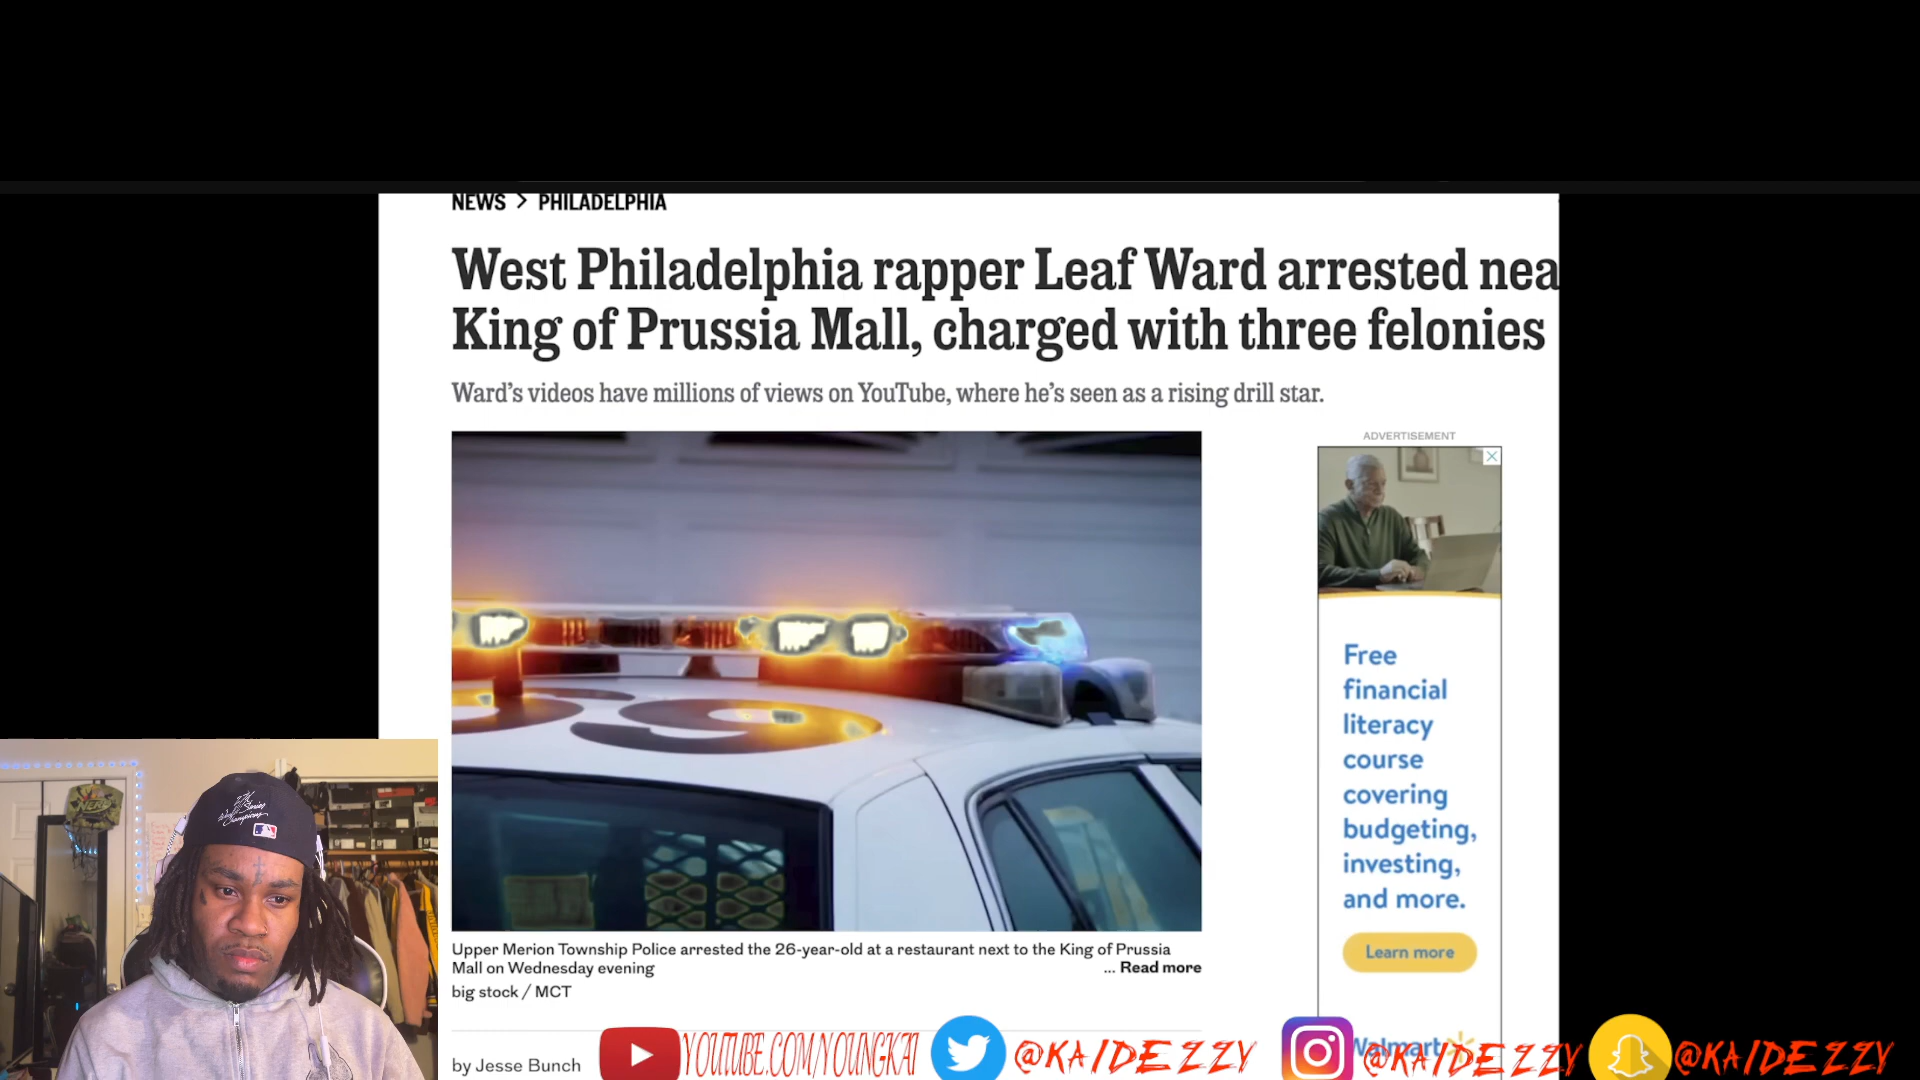 NEWS > PHILADELPHIA
West Philadelphia rapper Leaf Ward arrested nea
King of Prussia Mall, charged with three felonies
Ward's videos have millions of views on YouTube, where he's seen as a rising drill star.
ADVERTISEMENT
Free
financial
literacy
course
covering
budgeting,
investing,
and more.
Learn more
Walmart
Upper Merion Township Police arrested the 26-year-old at a restaurant next to the King of Prussia
Mall on Wednesday evening
... Read more
big stock / MCT
by Jesse Bunch
YOUTUBE.COM/YOUNGKAI
@KAIDEZZY
@KAIDEZZY
@KAIDEZZY